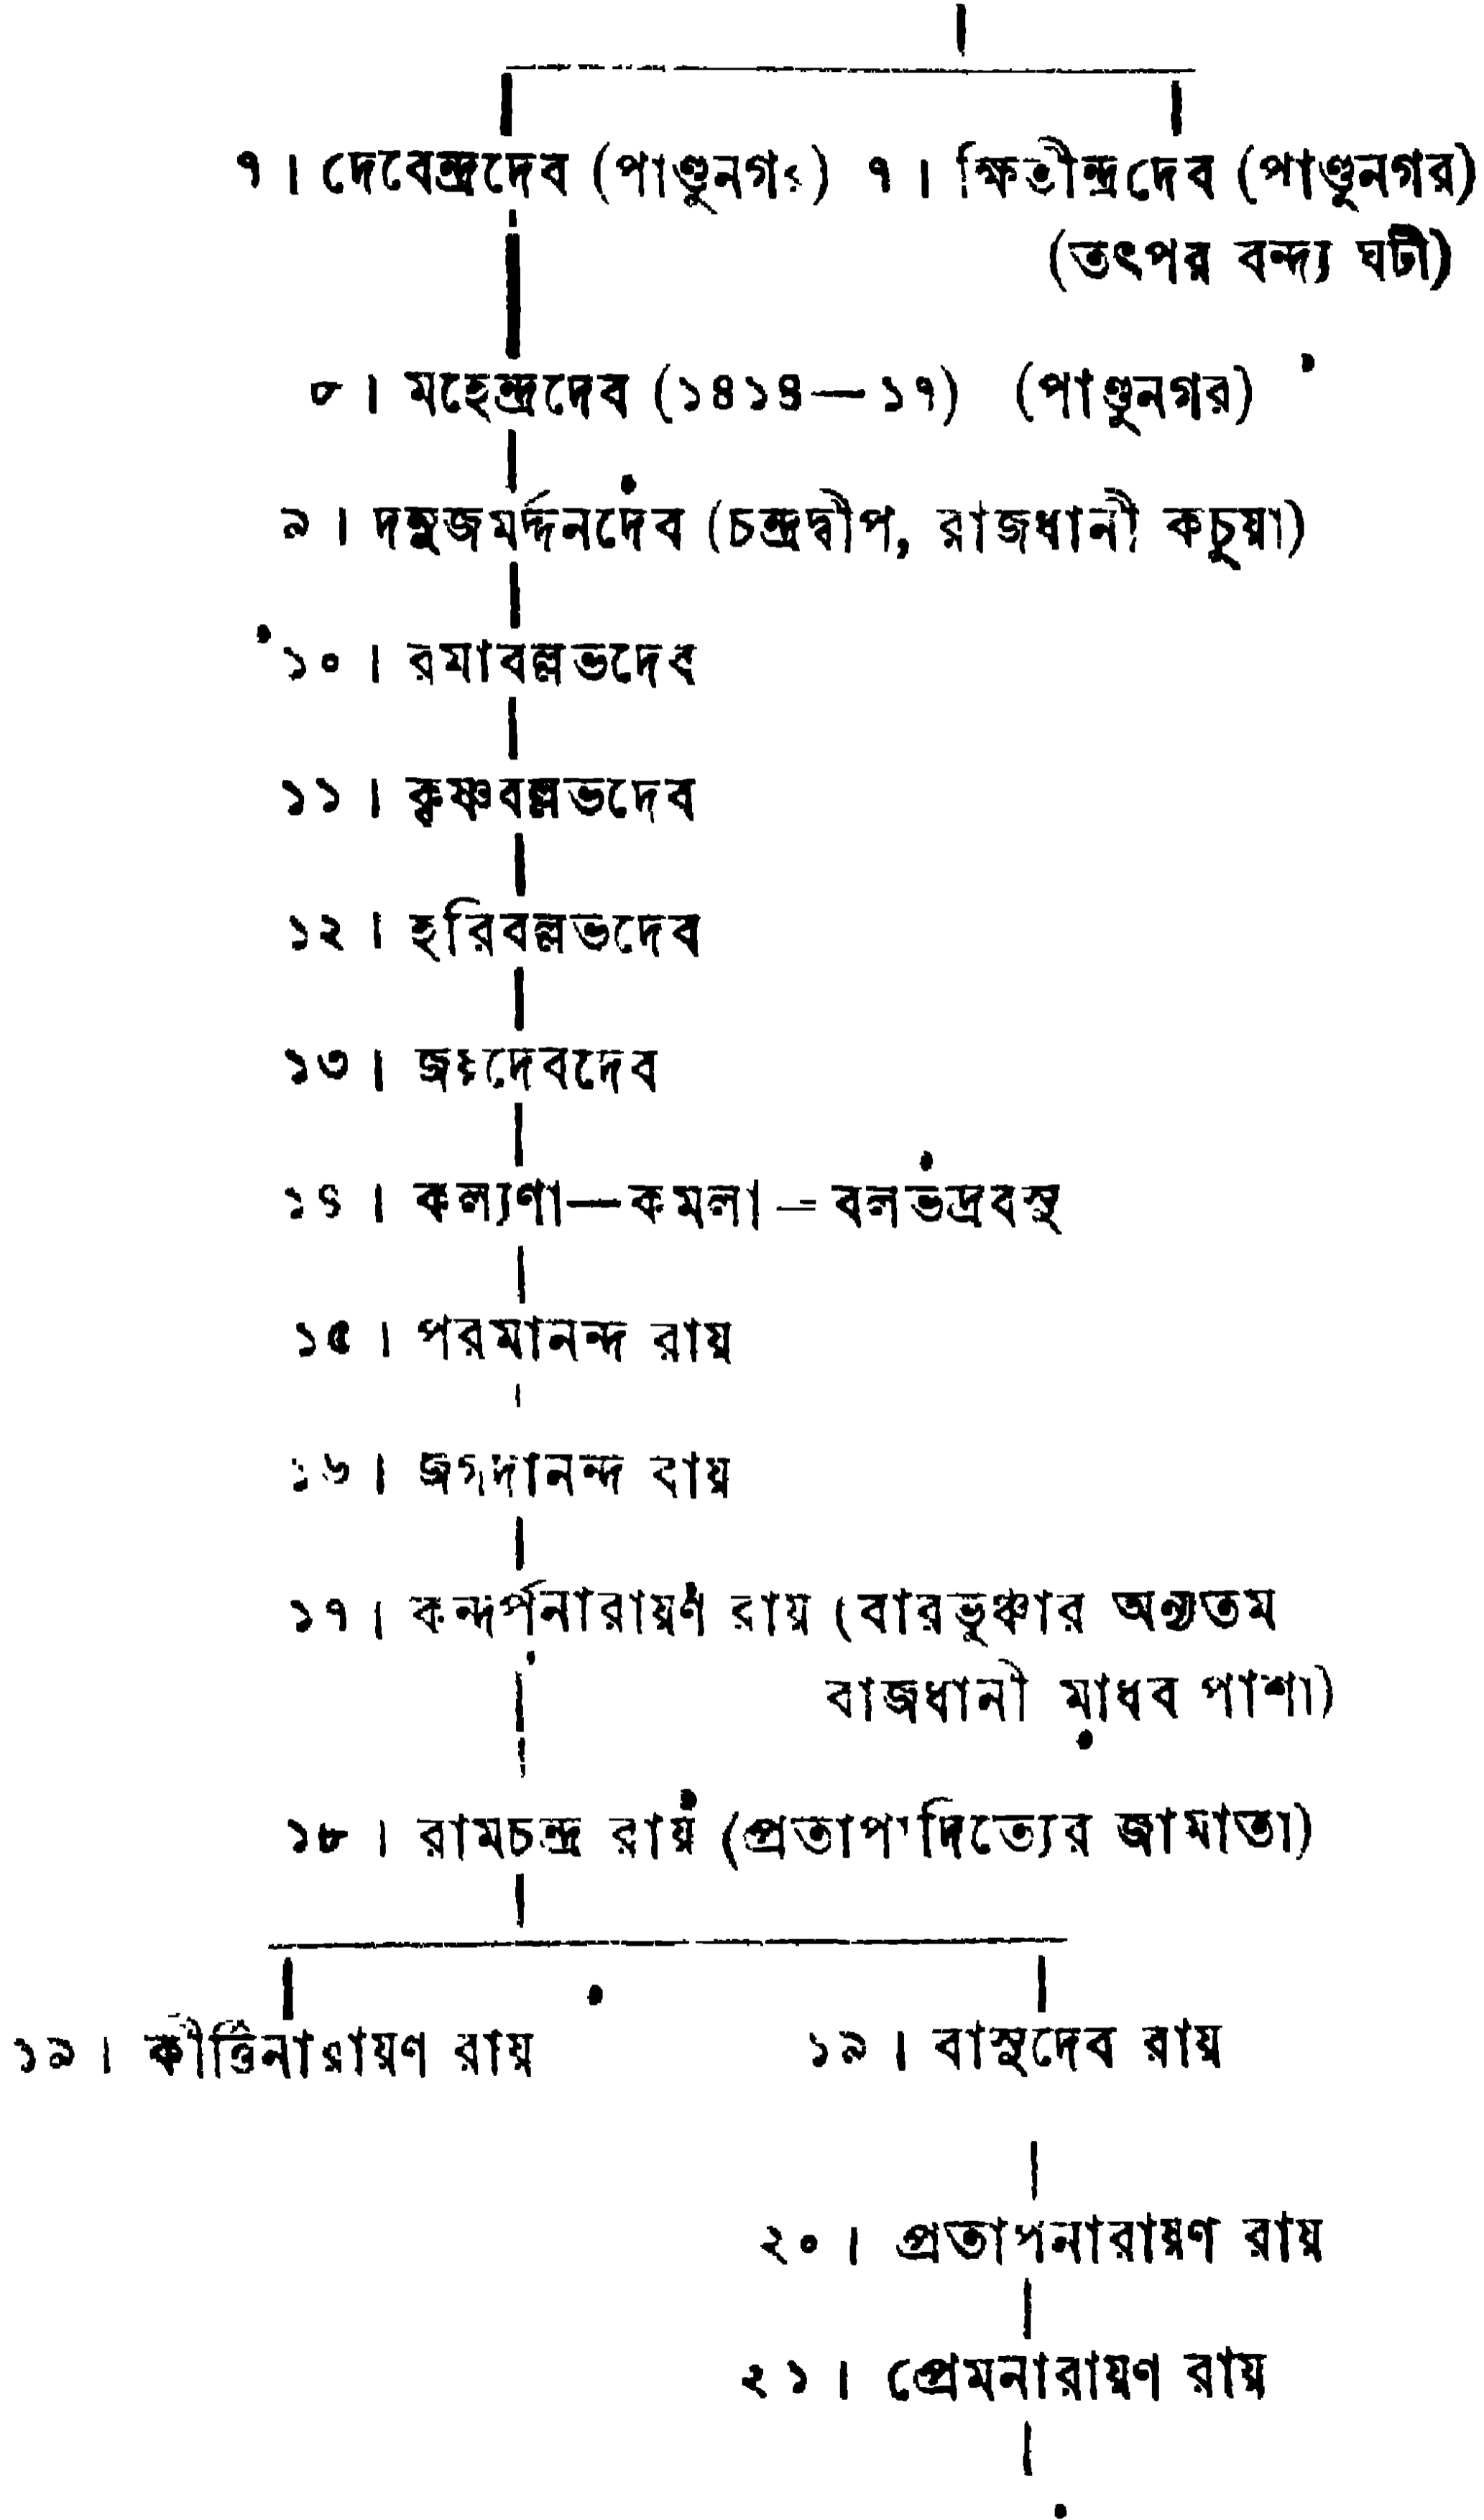 ৭। দেবেন্দ্রদেব (পাণ্ডুনগর) ৭। ক্ষিতীন্দ্রদেব (পাণ্ডুনগর)
(তৎপর বন্দ্য ঘটী)
৮। মহেন্দ্রদেব (১৪১৪—১৭) (পাণ্ডুনগর)
৯। দনুজমর্দ্দনদেব (চন্দ্রদ্বীপ, রাজধানী কচুয়া)
১০। রমাবল্লভদেব
১১। কৃষ্ণবল্লভদেব
১২। হরিবল্লভদেব
১৩। জয়দেবদেব
১৪। কমলা—বলভদ্রবসু
১৫। পরমানন্দ রায়
১৬। জগদানন্দ রায়
১৭। কন্দর্পনারায়ণ রায় (বারভূঞার অন্যতম
রাজধানী মাধব পাশা)
১৮। রামচন্দ্র রায় (প্রতাপাদিত্যের জামাতা)
১৯। কীর্ত্তিনারায়ণ রায় ১৯। বাসুদেব রায়
২০। প্রতাপনারায়ণ রায়
২১। প্রেমনারায়ণ রায়